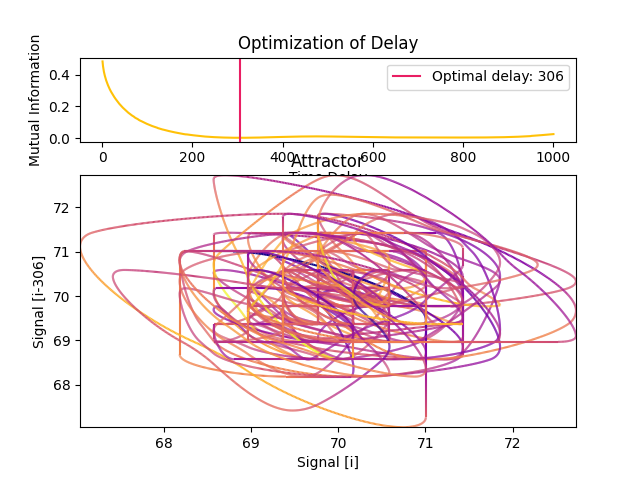 Optimization of Delay
Mutual Information
0.4
0.2
0.0
Optimal delay: 306
0 200 400 600 800 1000
Attractor
Signal [i-306]
72
71
70
69
68
68 69 70 71 72
Signal [i]